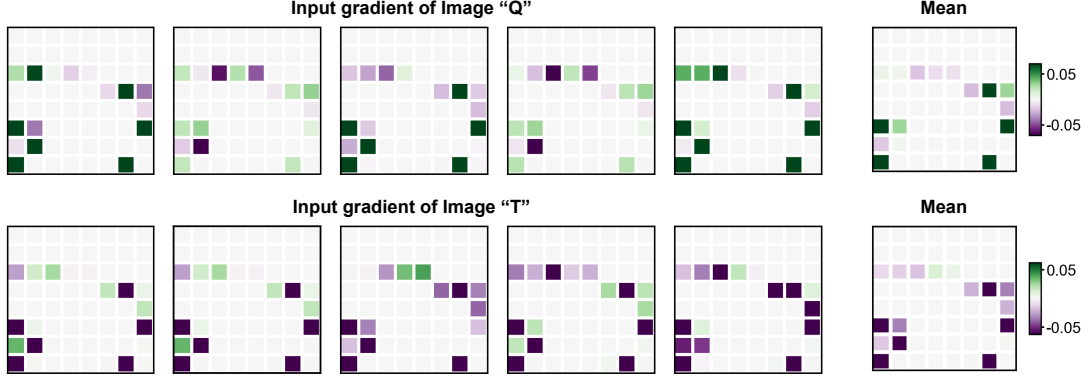 Input gradient of Image “Q”
Mean
0.05
-0.05
Input gradient of Image “T”
Mean
0.05
-0.05